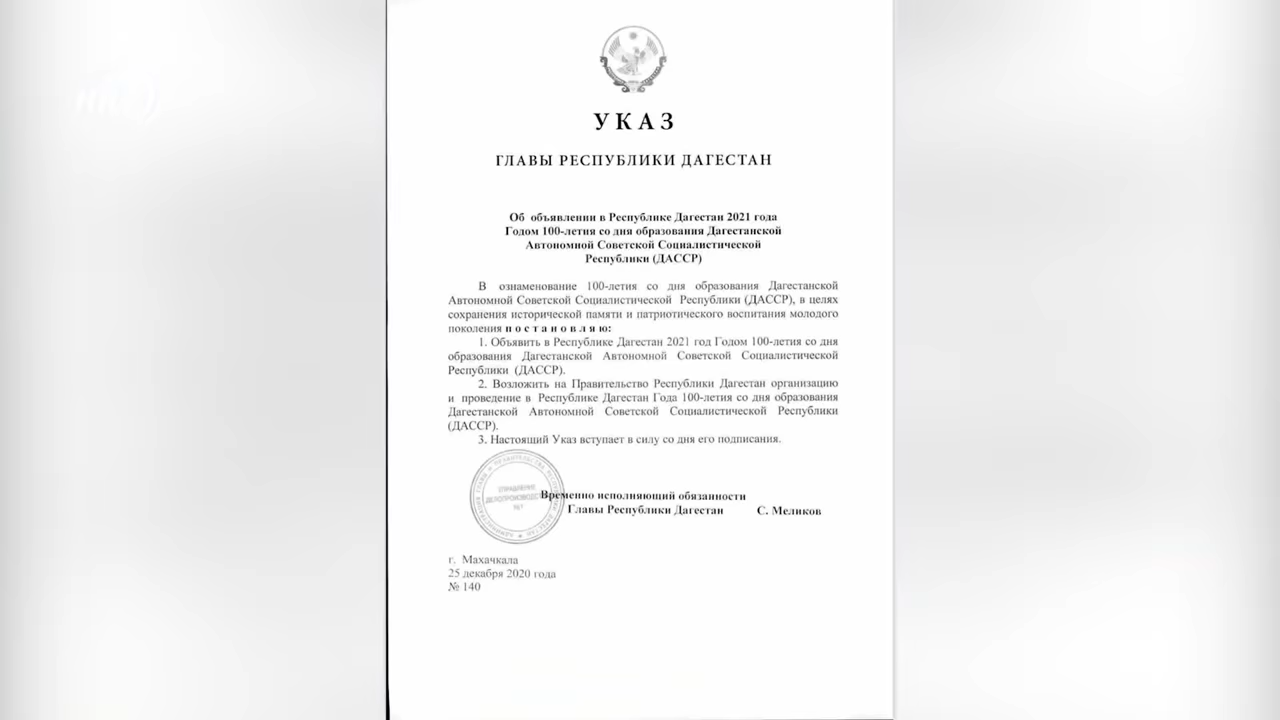 УКАЗ
ГЛАВЫ РЕСПУБЛИКИ ДАГЕСТАН
Об объявлении в Республике Дагестан 2021 года
Годом 100-летия со дня образования Дагестанской
Автономной Советской Социалистической
Республики (ДАССР)
В ознаменование 100-летия со дня образования Дагестанской
Автономной Советской Социалистической Республики (ДАССР), в целях
сохранения исторической памяти и патриотического воспитания молодого
поколения п о с т а н о в л я ю:
1. Объявить в Республике Дагестан 2021 год Годом 100-летия со дня
образования Дагестанской Автономной Советской Социалистической
Республики (ДАССР).
2. Возложить на Правительство Республики Дагестан организацию
и проведение в Республике Дагестан Года 100-летия со дня образования
Дагестанской Автономной Советской Социалистической Республики
(ДАССР).
3. Настоящий Указ вступает в силу со дня его подписания.
УПРАВЛЕНИЕ
Временно исполняющий обязанности
Главы Республики Дагестан С. Меликов
г. Махачкала
25 декабря 2020 года
№ 140